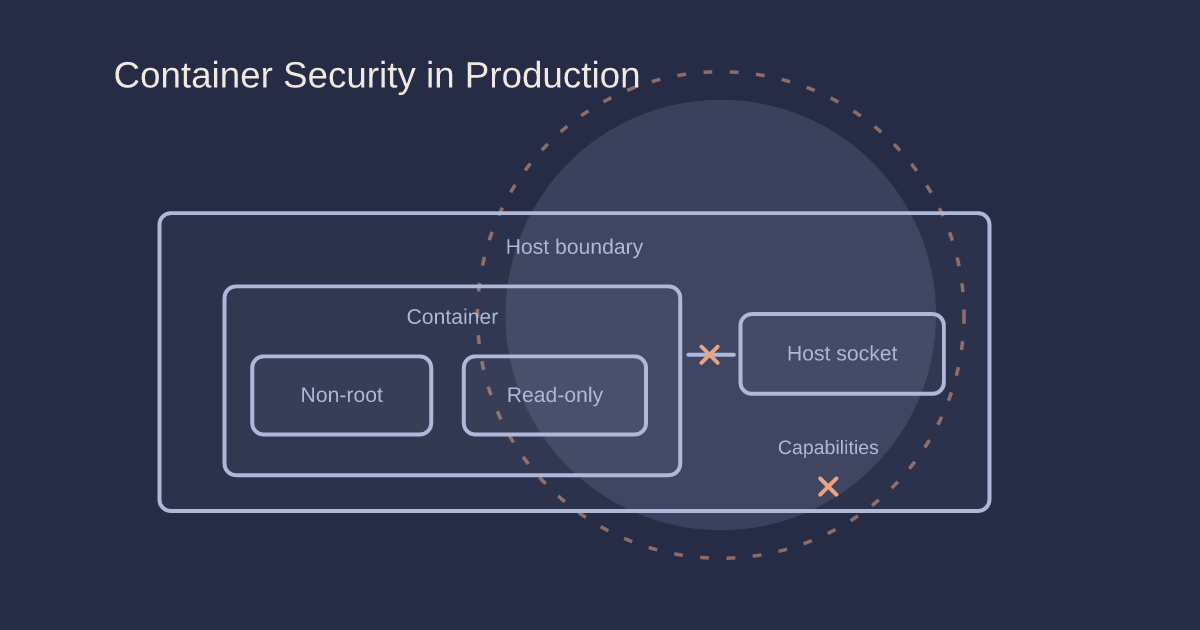 Container Security in Production
Host boundary
Container
Non-root
Read-only
Host socket
Capabilities